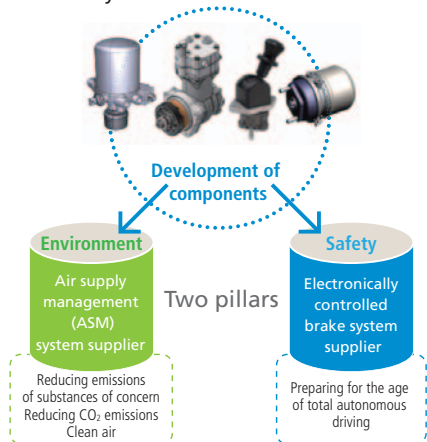 Development of
components
Environment
Air supply
management
(ASM)
system supplier
Two pillars
Safety
Electronically
controlled
brake system
supplier
Reducing emissions
of substances of concern
Reducing CO₂ emissions
Clean air
Preparing for the age
of total autonomous
driving